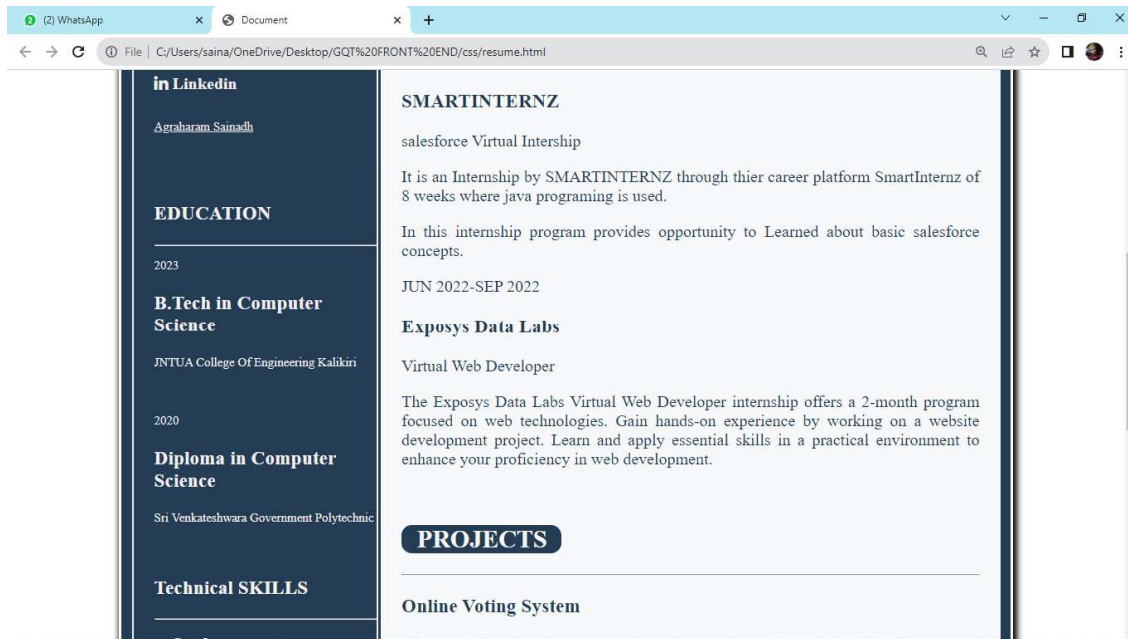 (2) WhatsApp
Document
File | C:/Users/saina/OneDrive/Desktop/GQT%20FRONT%20END/css/resume.html
in Linkedin
Agraharam Sainadh
EDUCATION
2023
B.Tech in Computer
Science
JNTUA College Of Engineering Kalikiri
2020
Diploma in Computer
Science
Sri Venkateshwara Government Polytechnic
Technical SKILLS
SMARTINTERNZ
salesforce Virtual Intership
It is an Internship by SMARTINTERNZ through thier career platform SmartInternz of
8 weeks where java programing is used.
In this internship program provides opportunity to Learned about basic salesforce
concepts.
JUN 2022-SEP 2022
Exposys Data Labs
Virtual Web Developer
The Exposys Data Labs Virtual Web Developer internship offers a 2-month program
focused on web technologies. Gain hands-on experience by working on a website
development project. Learn and apply essential skills in a practical environment to
enhance your proficiency in web development.
PROJECTS
Online Voting System